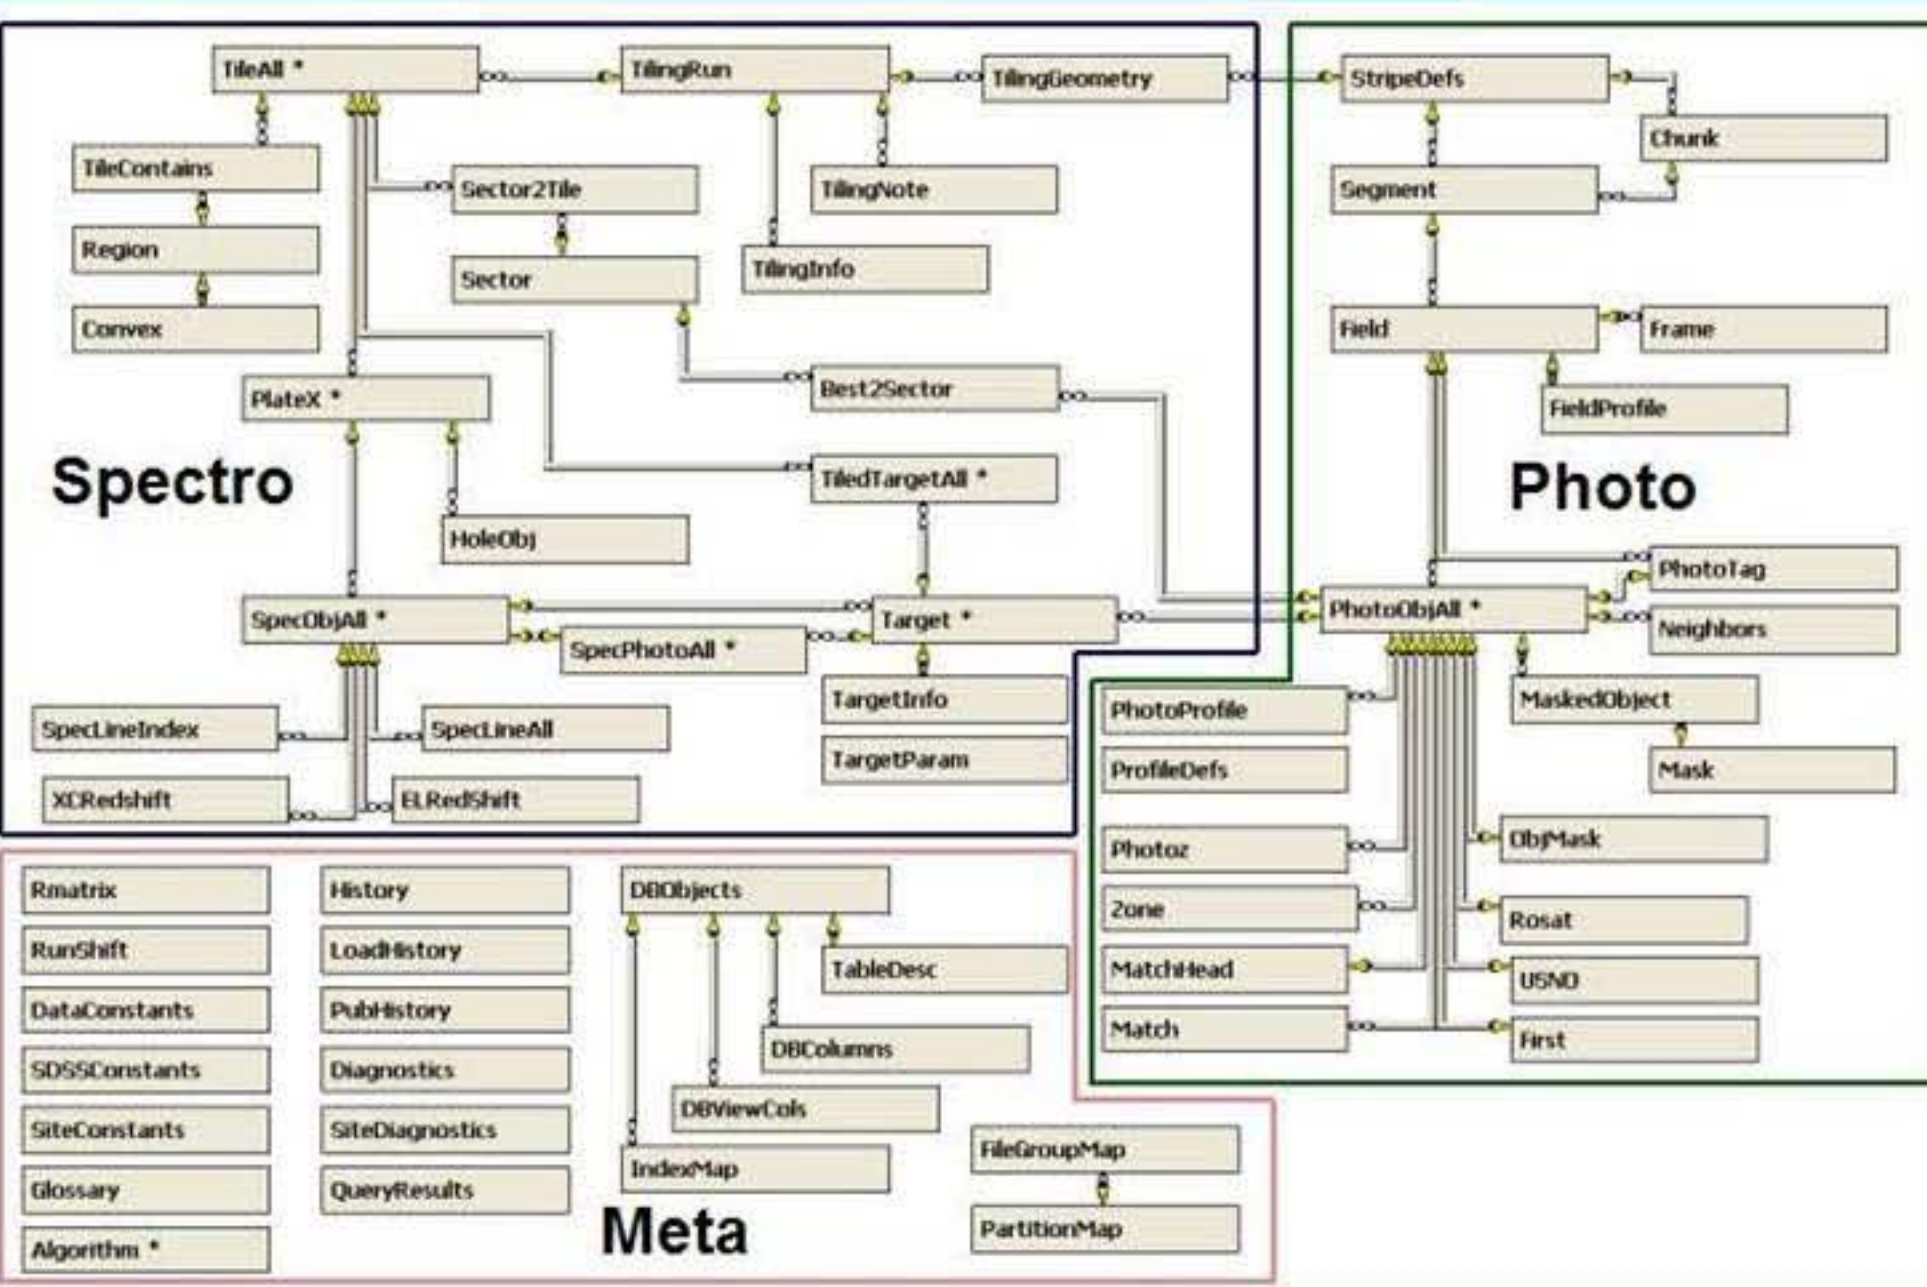 TileAll *
TilingRun
TilingGeometry
TileContains
Sector2Tile
TilingNote
Region
Sector
TilingInfo
Convex
PlateX *
Best2Sector
Spectro
TiledTargetAll *
HoleObj
SpecObjAll *
Target *
SpecPhotoAll *
TargetInfo
SpecLineIndex
SpecLineAll
TargetParam
XCRedshift
ELRedShift
StripeDefs
Chunk
Segment
Field
Frame
FieldProfile
Photo
PhotoTag
PhotoObjAll *
Neighbors
PhotoProfile
MaskedObject
ProfileDefs
Mask
Photoz
ObjMask
Zone
Rosat
MatchHead
USNO
Match
First
Rmatrix
History
DBObjects
RunShift
LoadHistory
TableDesc
DataConstants
PubHistory
DBColumns
SDSSConstants
Diagnostics
DBViewCols
SiteConstants
SiteDiagnostics
FileGroupMap
IndexMap
Glossary
QueryResults
Meta
PartitionMap
Algorithm *